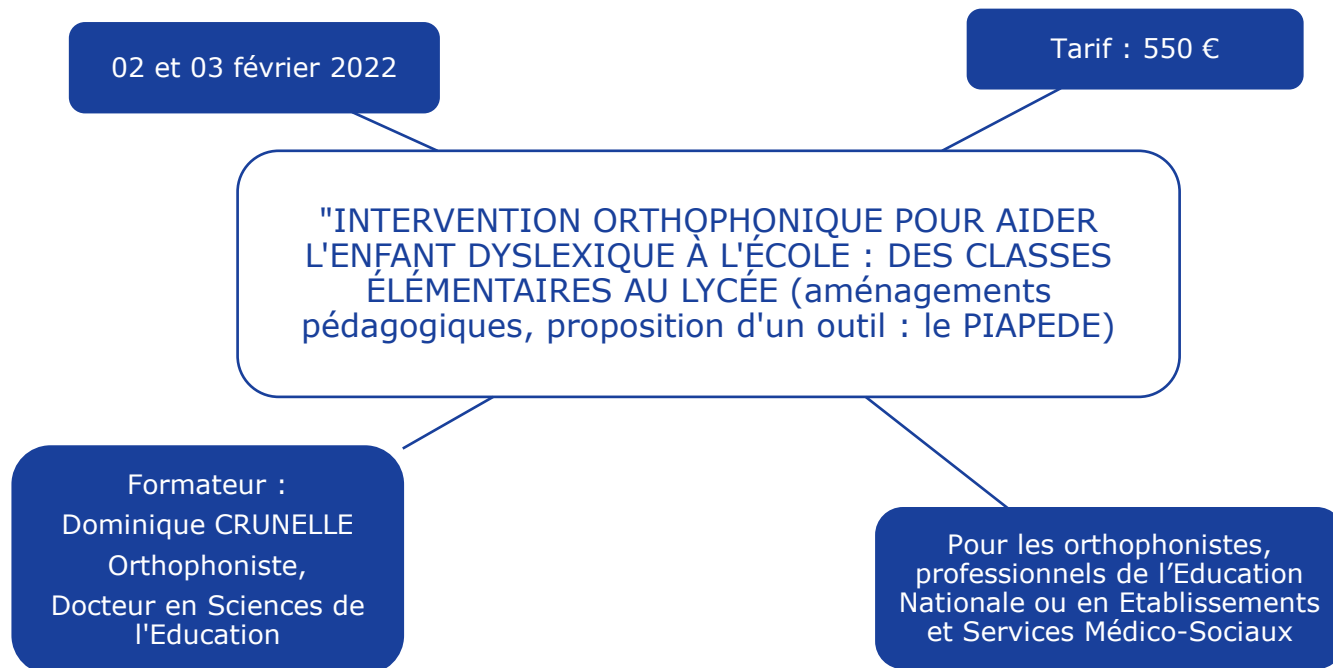 02 et 03 février 2022
Tarif : 550 €
"INTERVENTION ORTHOPHONIQUE POUR AIDER
L'ENFANT DYSLEXIQUE À L'ÉCOLE : DES CLASSES
ÉLÉMENTAIRES AU LYCÉE (aménagements
pédagogiques, proposition d'un outil : le PIAPEDE)
Formateur :
Dominique CRUNELLE
Orthophoniste,
Docteur en Sciences de
l'Education
Pour les orthophonistes,
professionnels de l’Education
Nationale ou en Etablissements
et Services Médico-Sociaux